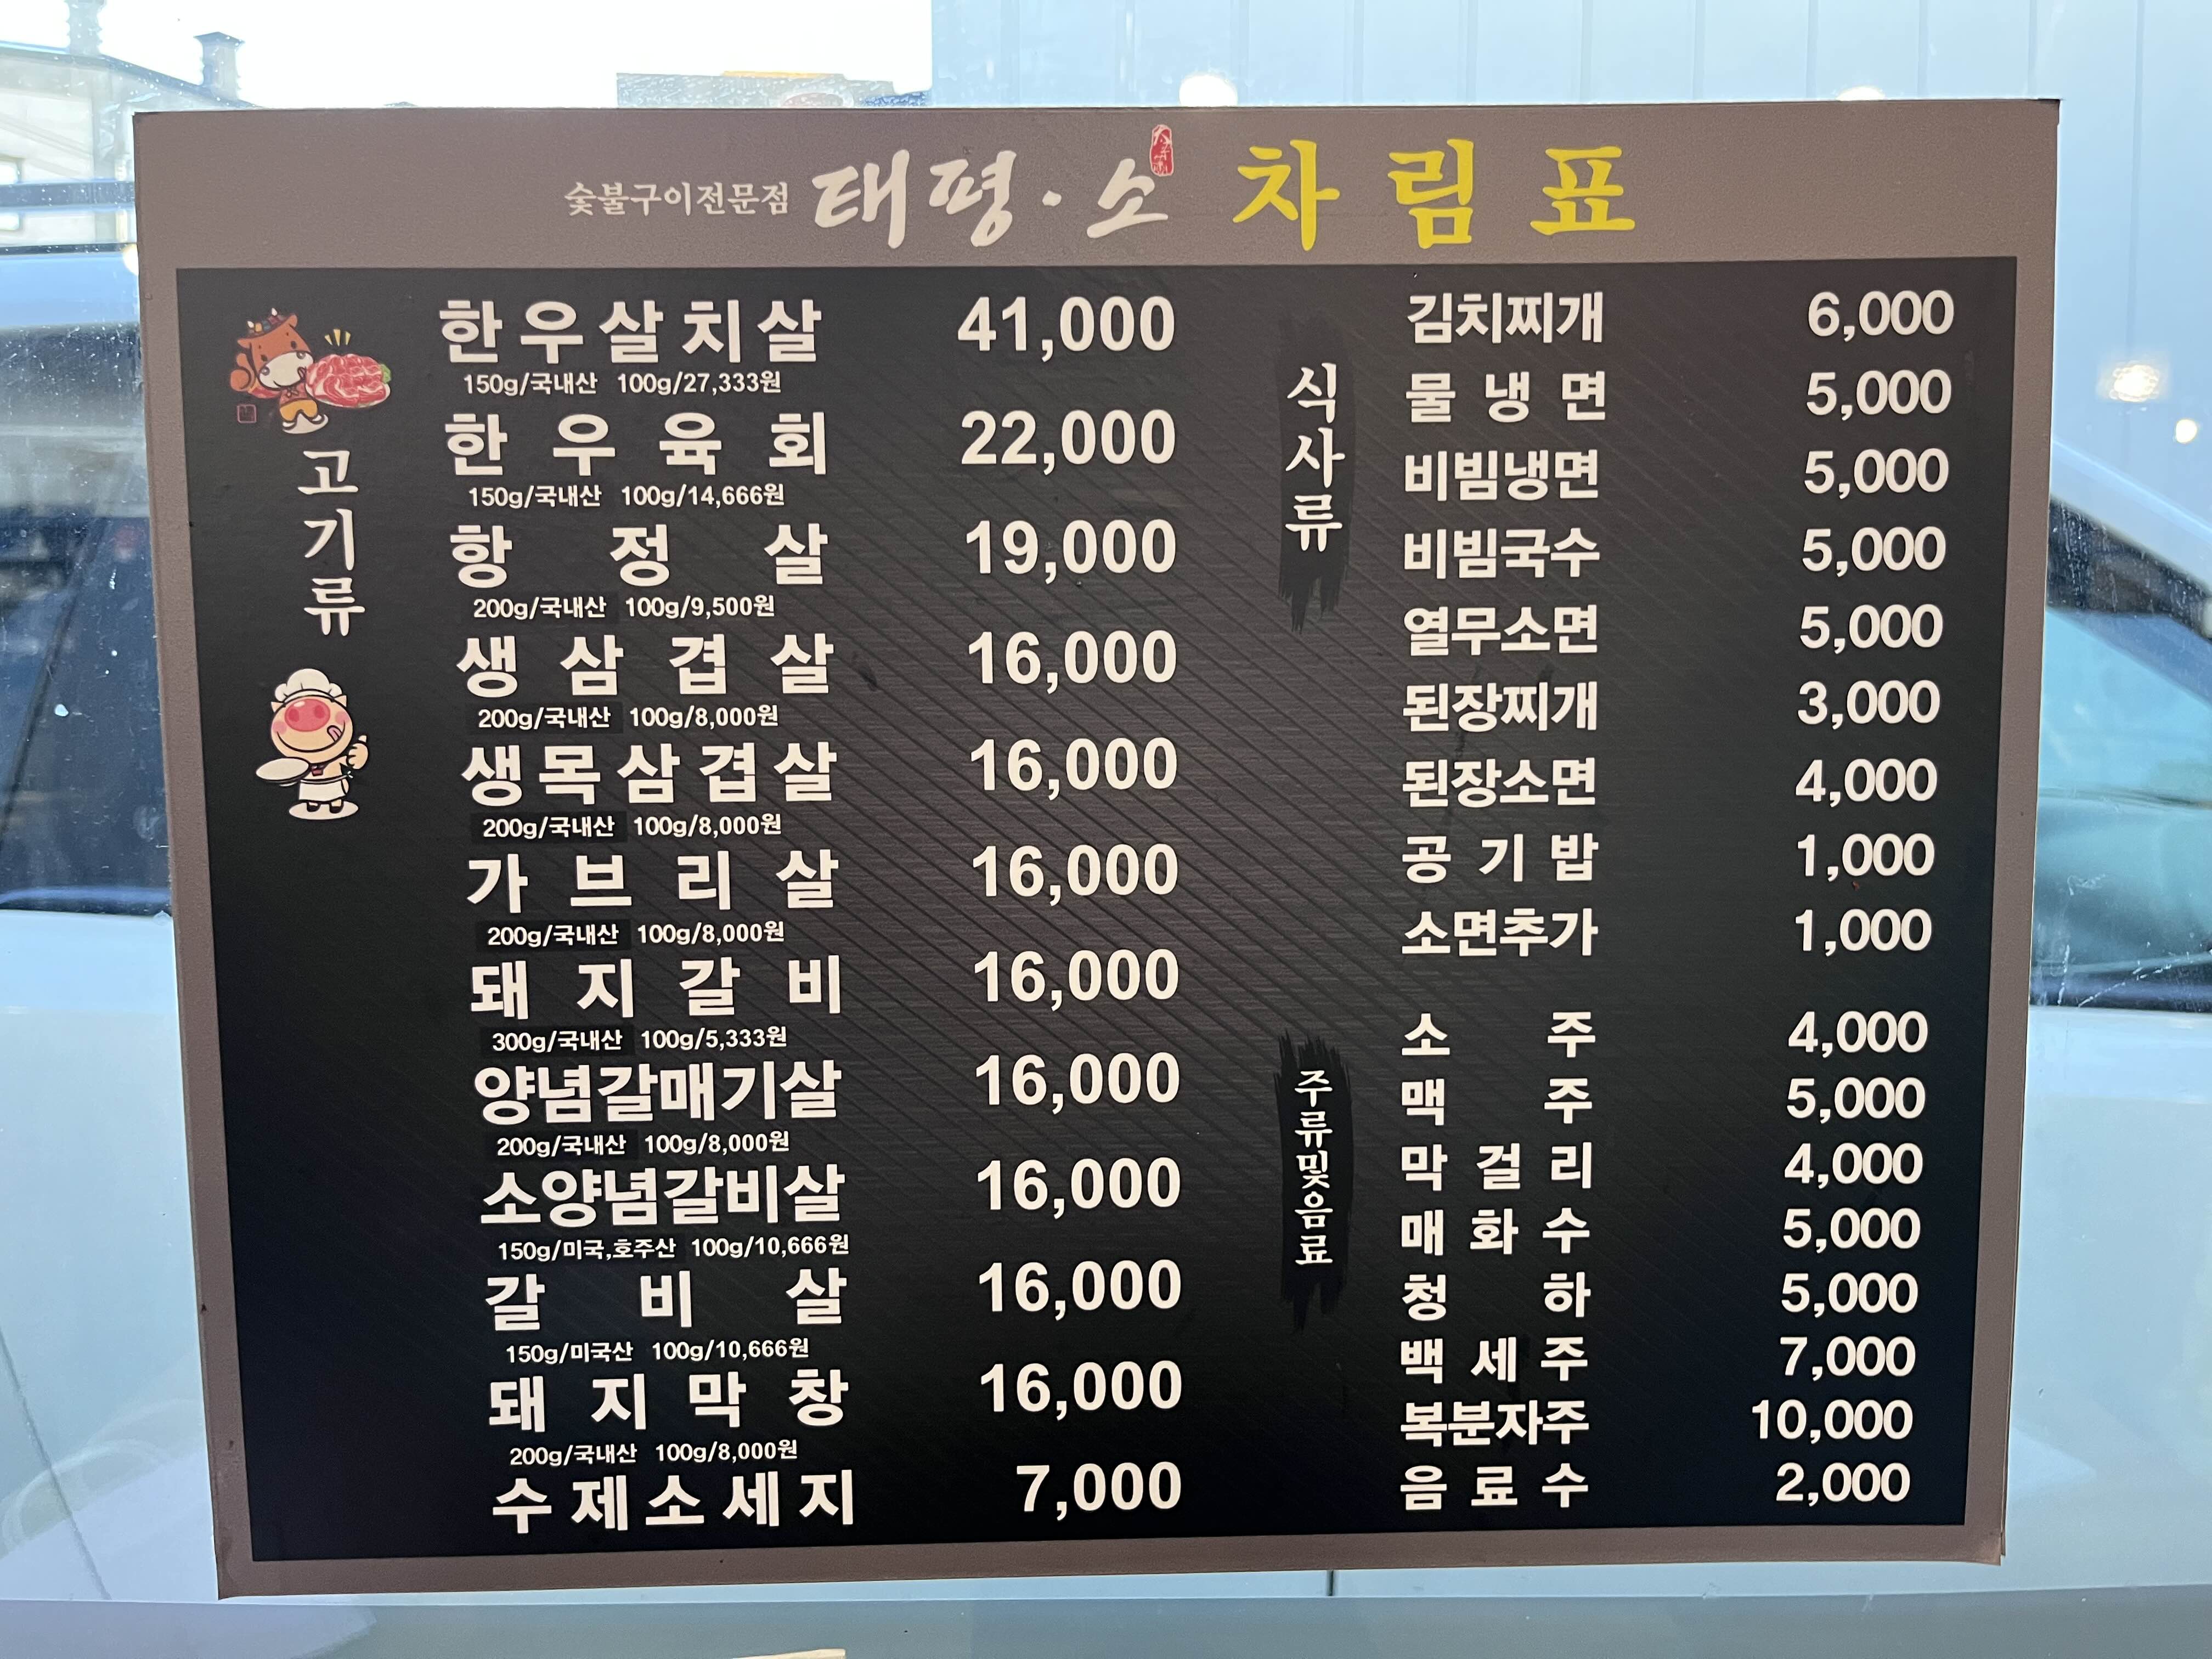 숯불구이전문점 태평·소 차림표
고기류
한우살치살 41,000
150g/국내산 100g/27,333원
한우육회 22,000
150g/국내산 100g/14,666원
항정살 19,000
200g/국내산 100g/9,500원
생삼겹살 16,000
200g/국내산 100g/8,000원
생목삼겹살 16,000
200g/국내산 100g/8,000원
가브리살 16,000
200g/국내산 100g/8,000원
돼지갈비 16,000
300g/국내산 100g/5,333원
양념갈매기살 16,000
200g/국내산 100g/8,000원
소양념갈비살 16,000
150g/미국,호주산 100g/10,666원
갈비살 16,000
150g/미국산 100g/10,666원
돼지막창 16,000
200g/국내산 100g/8,000원
수제소세지 7,000
식사류
김치찌개 6,000
물냉면 5,000
비빔냉면 5,000
비빔국수 5,000
열무소면 5,000
된장찌개 3,000
된장소면 4,000
공기밥 1,000
소면추가 1,000
주류및음료
소주 4,000
맥주 5,000
막걸리 4,000
매화수 5,000
청하 5,000
백세주 7,000
복분자주 10,000
음료수 2,000